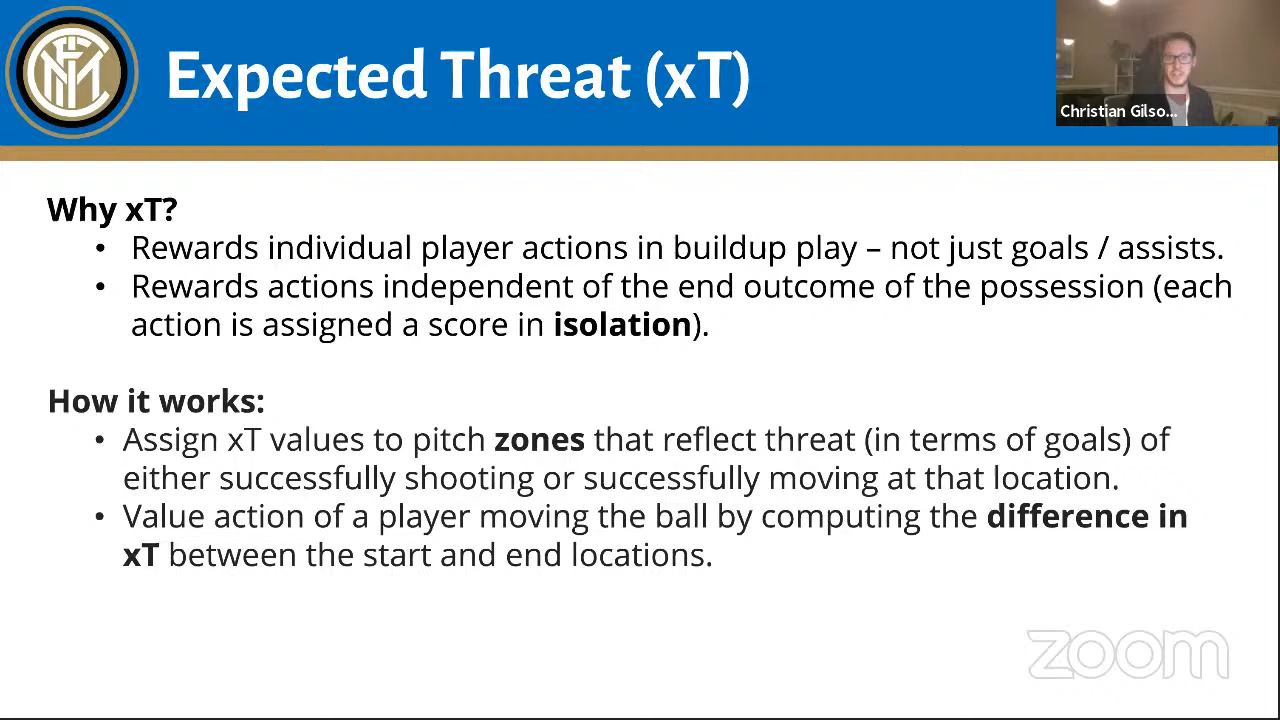 Expected Threat (xT)
Christian Gilso...
Why xT?
• Rewards individual player actions in buildup play – not just goals / assists.
• Rewards actions independent of the end outcome of the possession (each
action is assigned a score in isolation).
How it works:
• Assign xT values to pitch zones that reflect threat (in terms of goals) of
either successfully shooting or successfully moving at that location.
• Value action of a player moving the ball by computing the difference in
xT between the start and end locations.
zoom